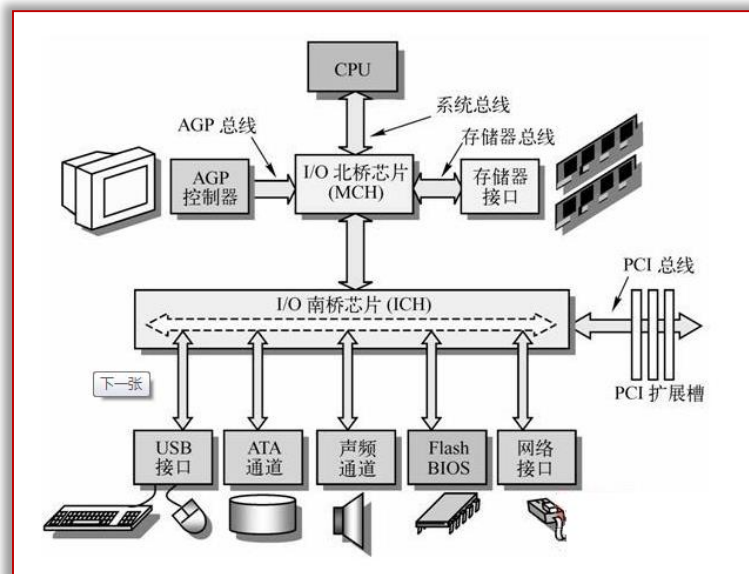 CPU
系统总线
AGP 总线
存储器总线
I/O 北桥芯片
(MCH)
AGP
控制器
存储器
接口
PCI 总线
I/O 南桥芯片 (ICH)
下一张
PCI 扩展槽
USB
接口
ATA
通道
声频
通道
Flash
BIOS
网络
接口